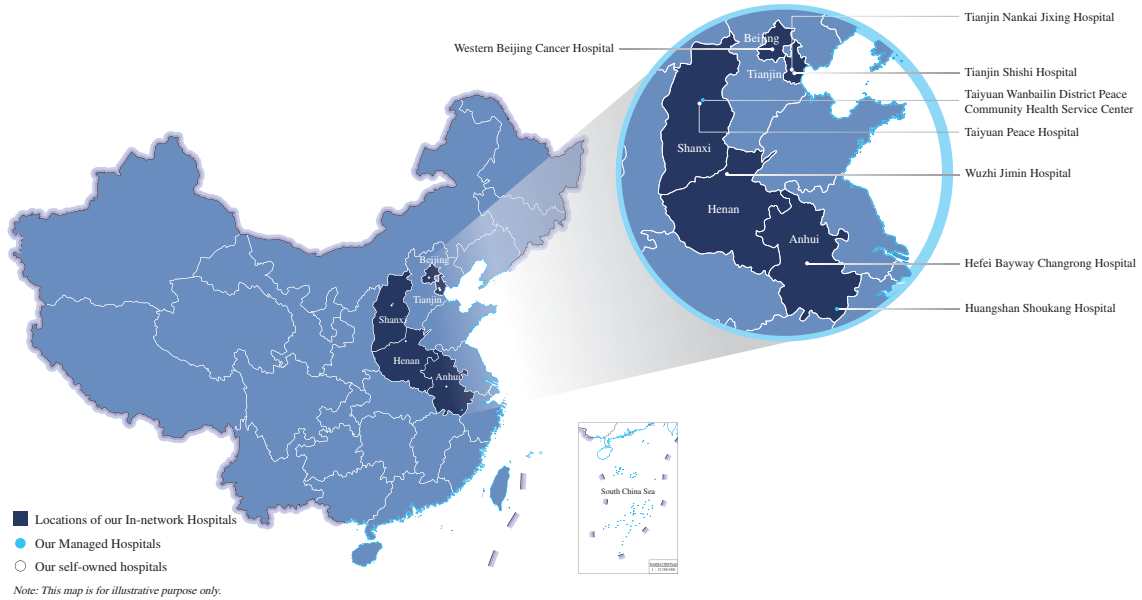 Tianjin Nankai Jixing Hospital
Western Beijing Cancer Hospital
Beijing
Tianjin
Tianjin Shishi Hospital
Taiyuan Wanbailin District Peace
Community Health Service Center
Taiyuan Peace Hospital
Shanxi
Wuzhi Jimin Hospital
Henan
Anhui
Hefei Bayway Changrong Hospital
Huangshan Shoukang Hospital
Beijing
Tianjin
Shanxi
Henan
Anhui
South China Sea
Locations of our In-network Hospitals
Our Managed Hospitals
Our self-owned hospitals
Note: This map is for illustrative purpose only.